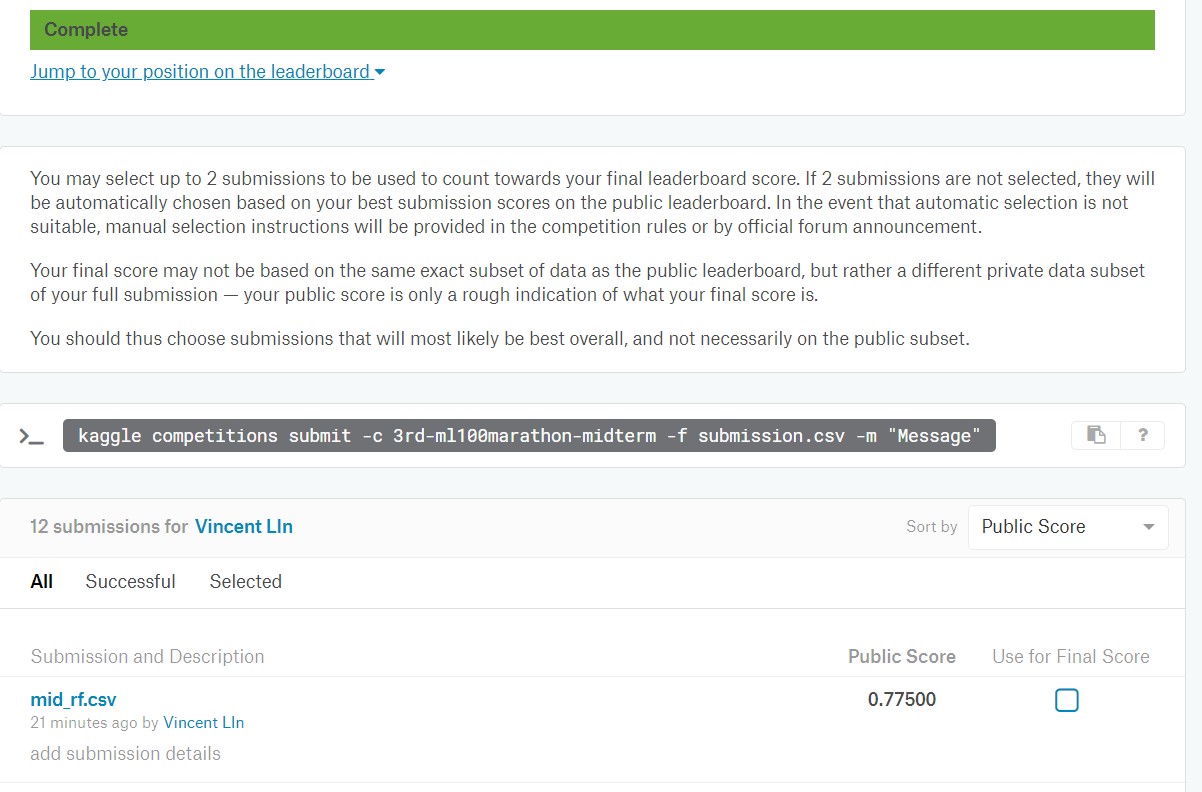 Complete
Jump to your position on the leaderboard
You may select up to 2 submissions to be used to count towards your final leaderboard score. If 2 submissions are not selected, they will
be automatically chosen based on your best submission scores on the public leaderboard. In the event that automatic selection is not
suitable, manual selection instructions will be provided in the competition rules or by official forum announcement.
Your final score may not be based on the same exact subset of data as the public leaderboard, but rather a different private data subset
of your full submission — your public score is only a rough indication of what your final score is.
You should thus choose submissions that will most likely be best overall, and not necessarily on the public subset.
>_ kaggle competitions submit -c 3rd-ml100marathon-midterm -f submission.csv -m "Message" ?
12 submissions for Vincent LIn Sort by Public Score
All Successful Selected
Submission and Description Public Score Use for Final Score
mid_rf.csv 0.77500
21 minutes ago by Vincent LIn
add submission details